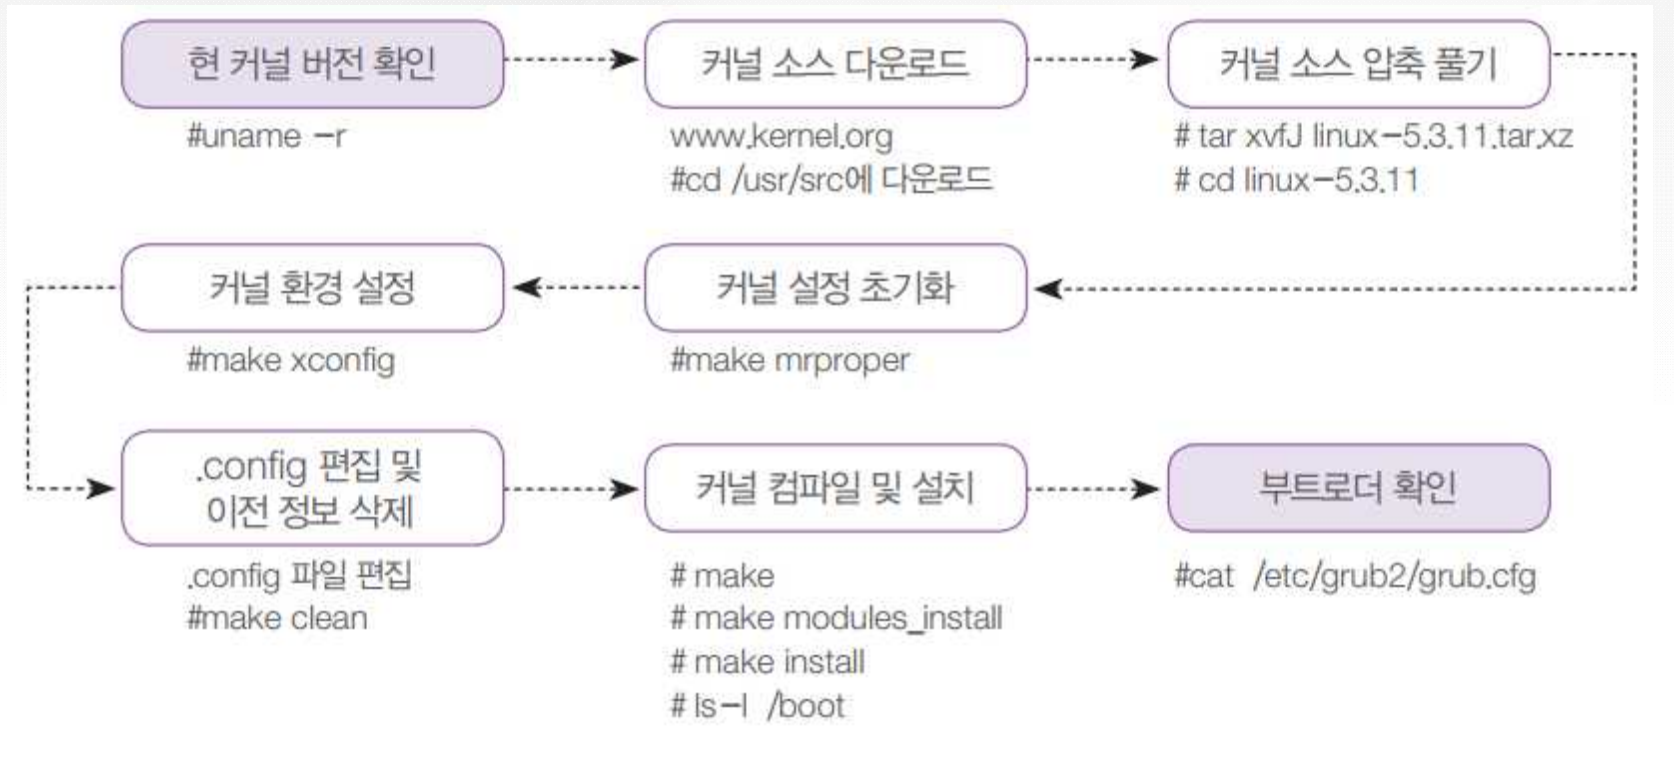 현 커널 버전 확인
#uname -r
커널 소스 다운로드
www.kernel.org
#cd /usr/src에 다운로드
커널 소스 압축 풀기
# tar xvfJ linux-5.3.11.tar.xz
# cd linux-5.3.11
커널 설정 초기화
#make mrproper
커널 환경 설정
#make xconfig
.config 편집 및
이전 정보 삭제
.config 파일 편집
#make clean
커널 컴파일 및 설치
# make
# make modules_install
# make install
# ls-l /boot
부트로더 확인
#cat /etc/grub2/grub.cfg